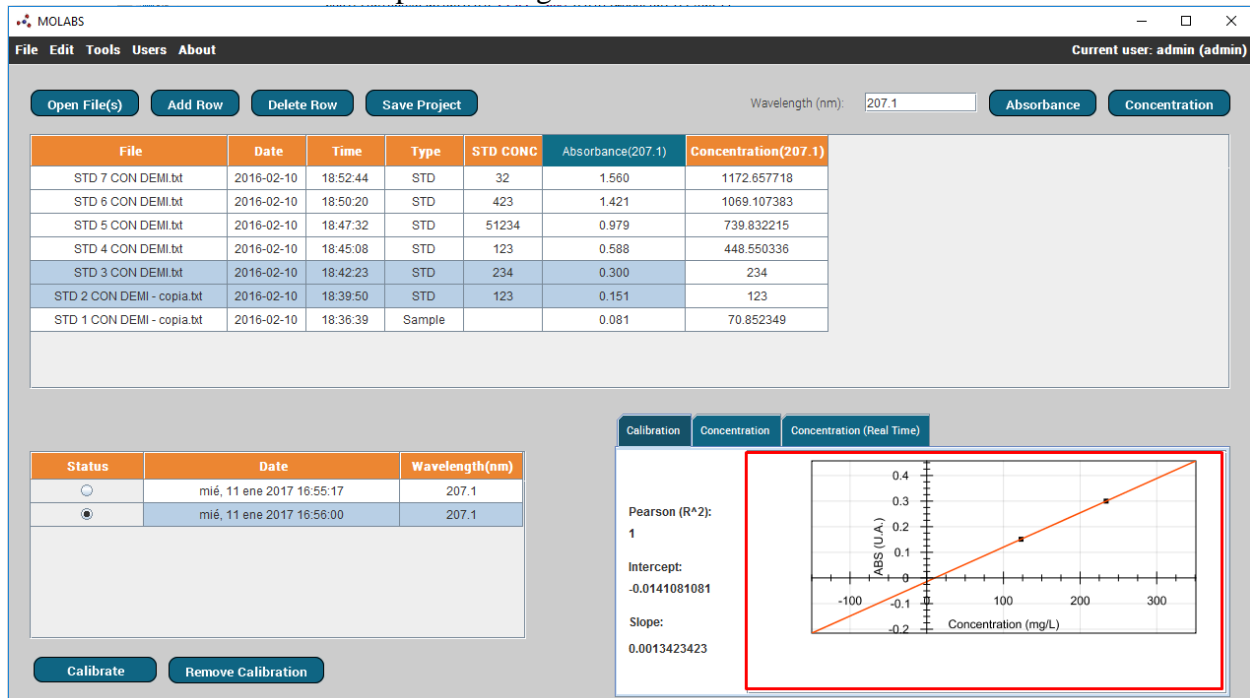 MOLABS
File Edit Tools Users About Current user: admin (admin)
Open File(s) Add Row Delete Row Save Project Wavelength (nm): 207.1 Absorbance Concentration
File Date Time Type STD CONC Absorbance(207.1) Concentration(207.1)
STD 7 CON DEMI.txt 2016-02-10 18:52:44 STD 32 1.560 1172.657718
STD 6 CON DEMI.txt 2016-02-10 18:50:20 STD 423 1.421 1069.107383
STD 5 CON DEMI.txt 2016-02-10 18:47:32 STD 51234 0.979 739.832215
STD 4 CON DEMI.txt 2016-02-10 18:45:08 STD 123 0.588 448.550336
STD 3 CON DEMI.txt 2016-02-10 18:42:23 STD 234 0.300 234
STD 2 CON DEMI - copia.txt 2016-02-10 18:39:50 STD 123 0.151 123
STD 1 CON DEMI - copia.txt 2016-02-10 18:36:39 Sample 0.081 70.852349
Status Date Wavelength(nm)
mié, 11 ene 2017 16:55:17 207.1
mié, 11 ene 2017 16:56:00 207.1
Calibrate Remove Calibration
Calibration Concentration Concentration (Real Time)
Pearson (R^2):
1
Intercept:
-0.0141081081
Slope:
0.0013423423
ABS (U.A.)
0.4
0.3
0.2
0.1
0
-0.1
-0.2
-100 0 100 200 300
Concentration (mg/L)